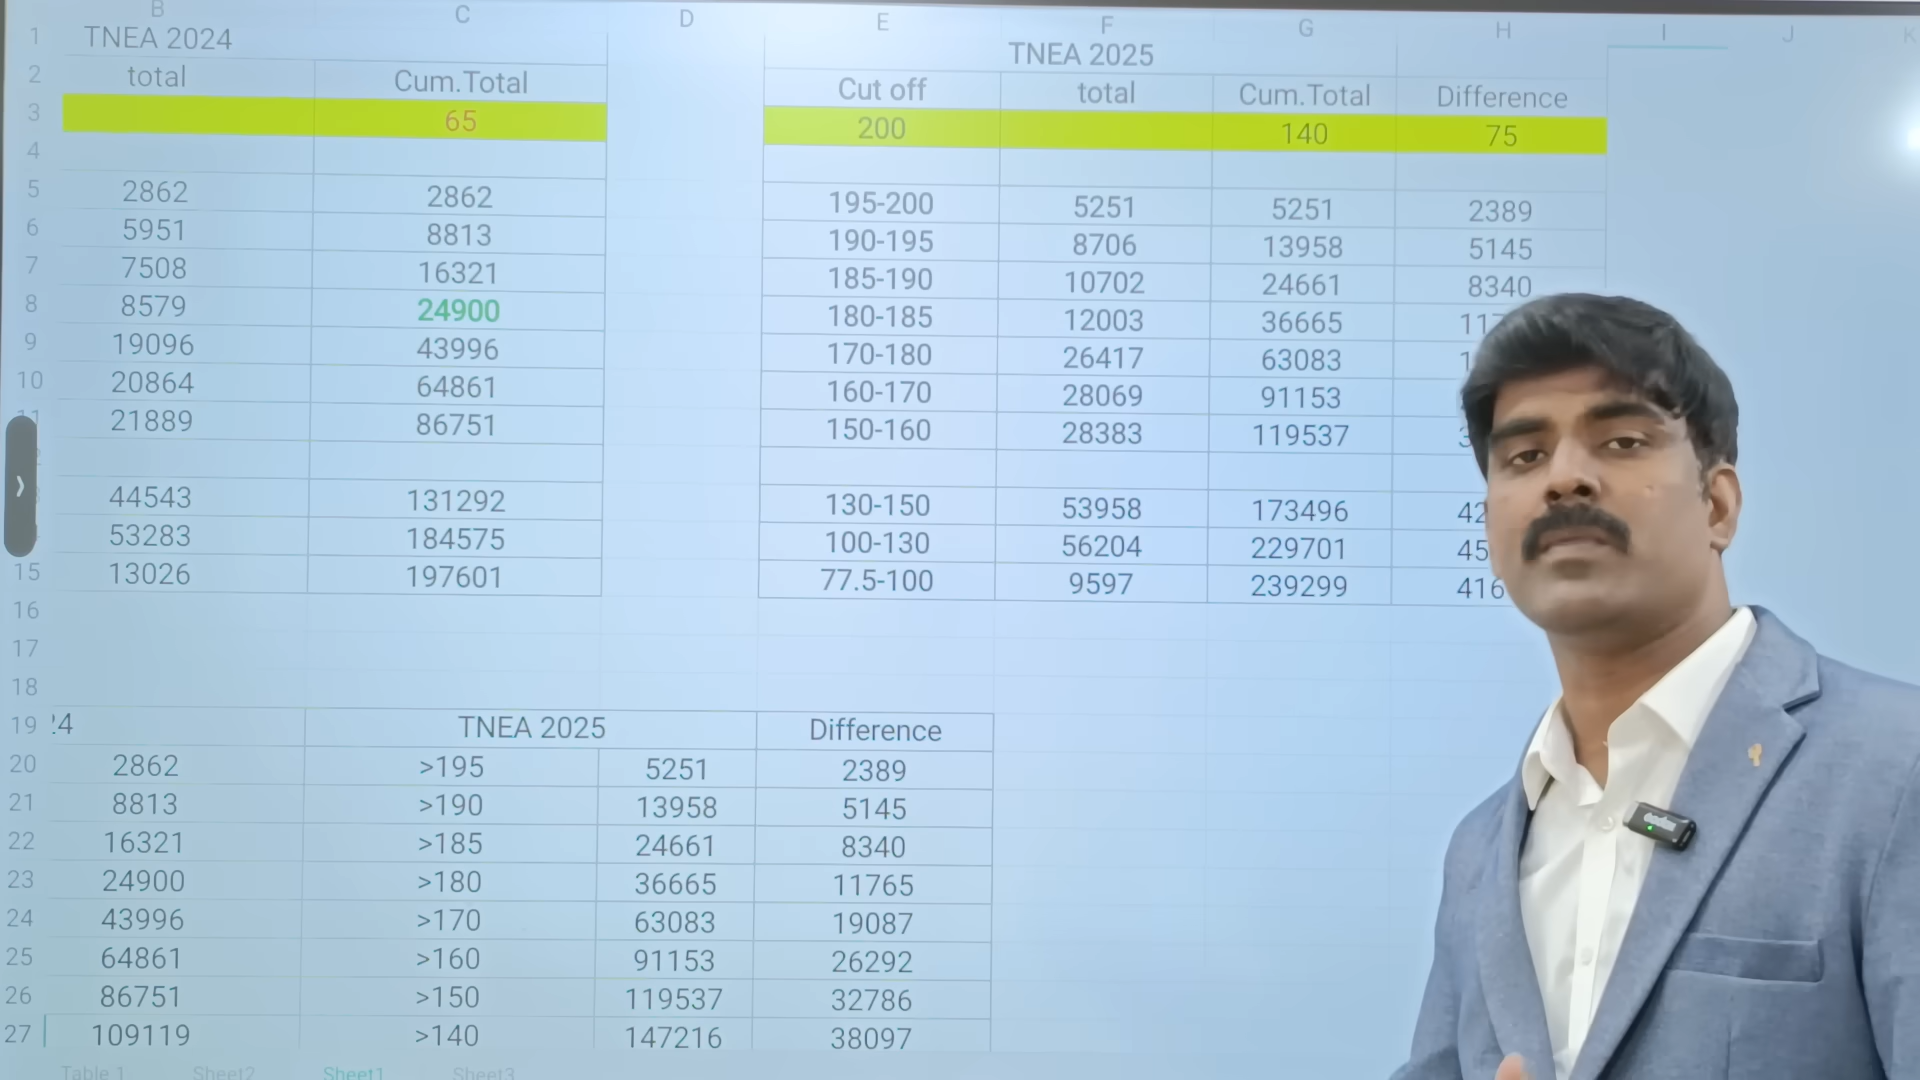 B C D E F G H I J K
1 TNEA 2024 TNEA 2025
2 total Cum.Total Cut off total Cum.Total Difference
3 65 200 140 75
4
5 2862 2862 195-200 5251 5251 2389
6 5951 8813 190-195 8706 13958 5145
7 7508 16321 185-190 10702 24661 8340
8 8579 24900 180-185 12003 36665
9 19096 43996 170-180 26417 63083
10 20864 64861 160-170 28069 91153
11 21889 86751 150-160 28383 119537
44543 131292 130-150 53958 173496 42
53283 184575 100-130 56204 229701 45
15 13026 197601 77.5-100 9597 239299 416
16
17
18
19 24 TNEA 2025 Difference
20 2862 >195 5251 2389
21 8813 >190 13958 5145
22 16321 >185 24661 8340
23 24900 >180 36665 11765
24 43996 >170 63083 19087
25 64861 >160 91153 26292
26 86751 >150 119537 32786
27 109119 >140 147216 38097
Table 1 Sheet2 Sheet1 Sheet3